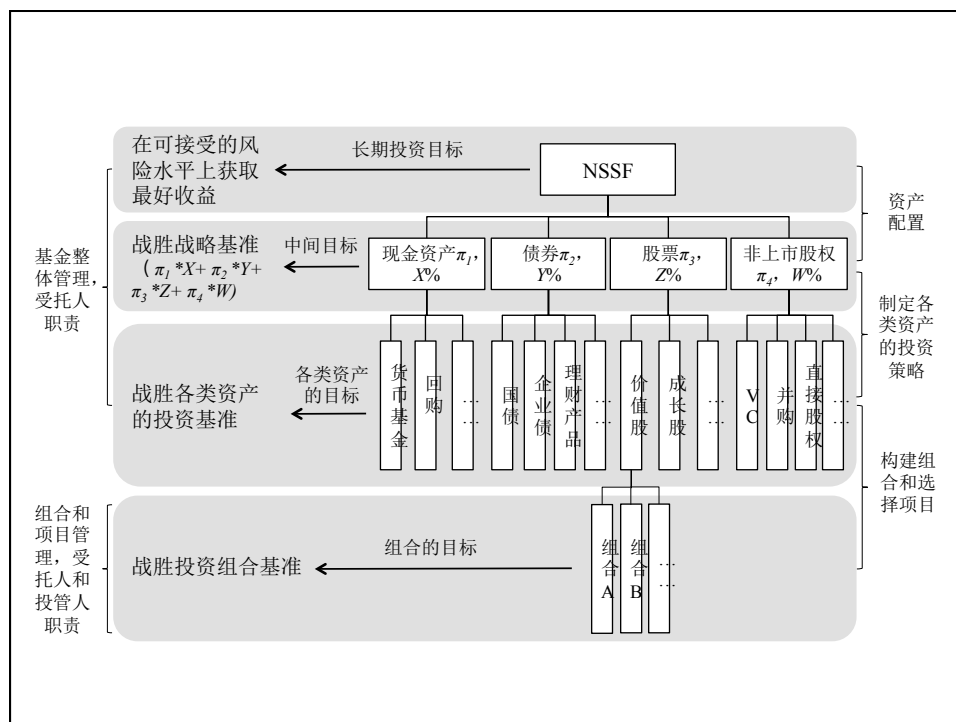 在可接受的风
险水平上获取
最好收益
长期投资目标
NSSF
资产
配置
基金整
体管理，
受托人
职责
战胜战略基准
（π1 *X+ π2 *Y+
π3 *Z+ π4 *W)
中间目标
现金资产π1，
X%
债券π2，
Y%
股票π3，
Z%
非上市股权
π4，W%
制定各
类资产
的投资
策略
战胜各类资产
的投资基准
各类资产
的目标
货币基金
回购
……
国债
企业债
理财产品
……
价值股
成长股
……
VC
并购
直接股权
……
构建组
合和选
择项目
组合和
项目管
理，受
托人和
投管人
职责
战胜投资组合基准
组合的目标
组合A
组合B
……